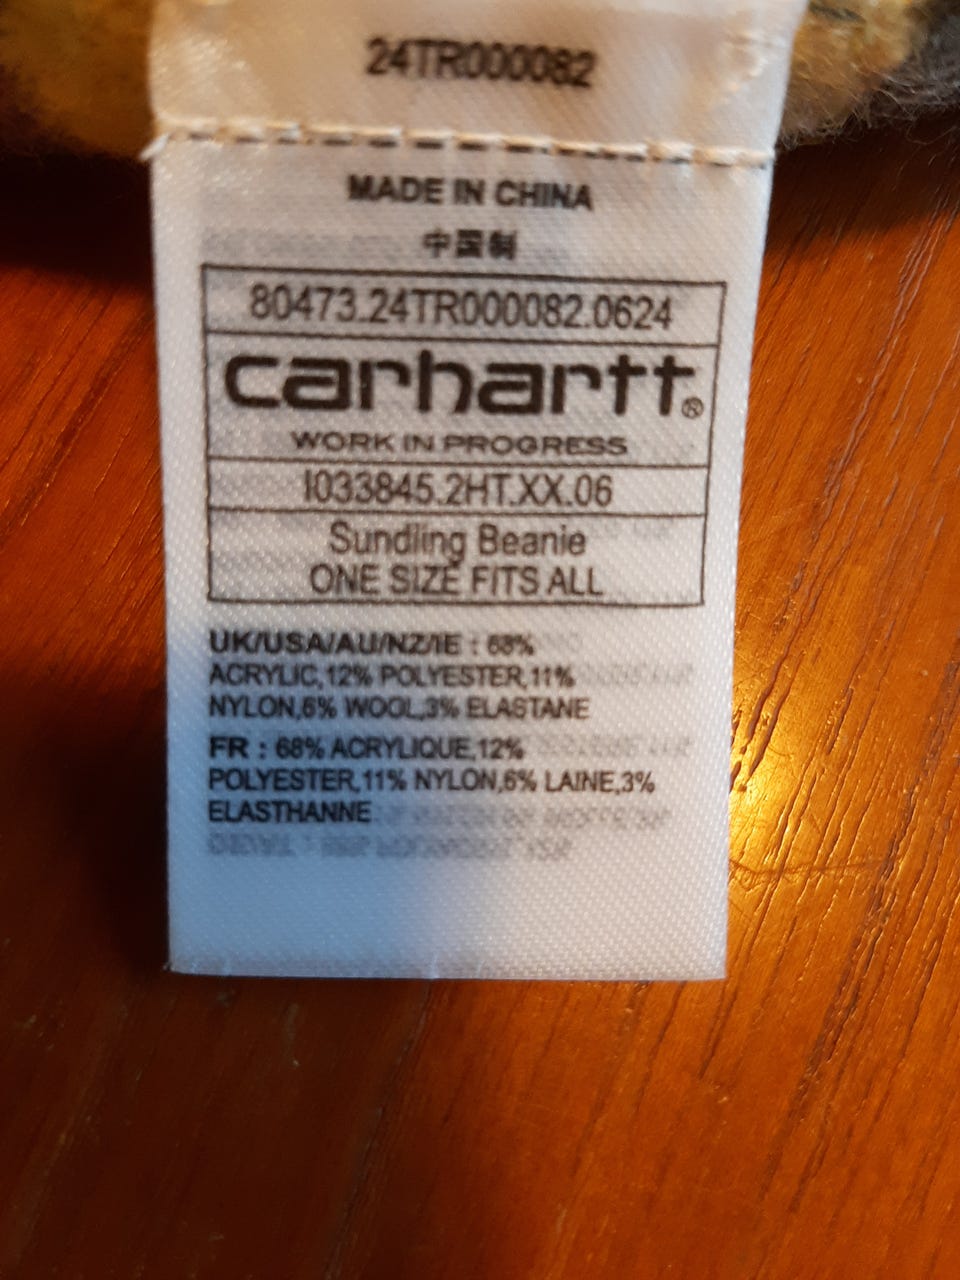 24TR000082
MADE IN CHINA
中国制
80473.24TR000082.0624
carhartt®
WORK IN PROGRESS
I033845.2HT.XX.06
Sundling Beanie
ONE SIZE FITS ALL
UK/USA/AU/NZ/IE : 68%
ACRYLIC,12% POLYESTER,11%
NYLON,6% WOOL,3% ELASTANE
FR : 68% ACRYLIQUE,12%
POLYESTER,11% NYLON,6% LAINE,3%
ELASTHANNE